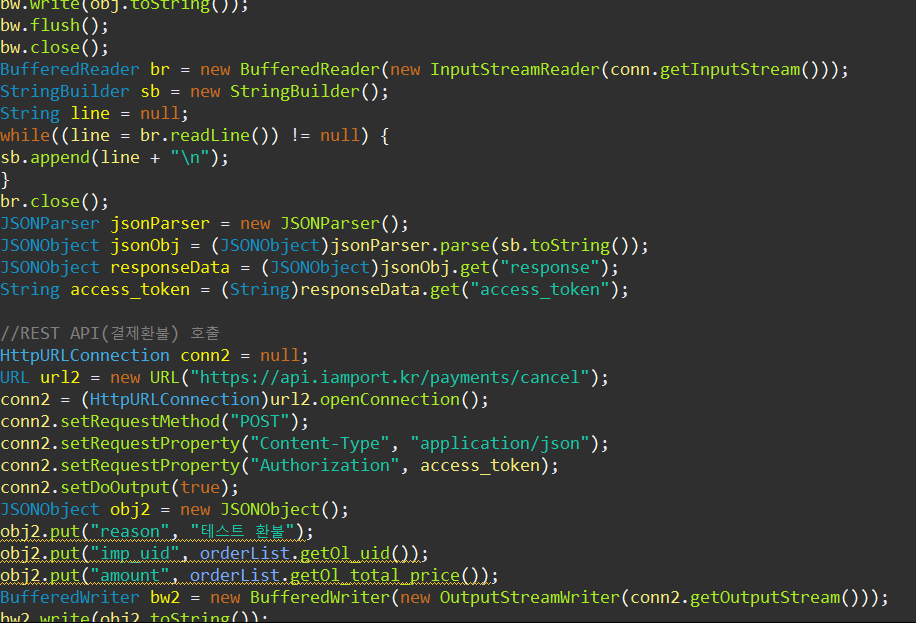 bw.write(obj.toString());
bw.flush();
bw.close();
BufferedReader br = new BufferedReader(new InputStreamReader(conn.getInputStream()));
StringBuilder sb = new StringBuilder();
String line = null;
while((line = br.readLine()) != null) {
sb.append(line + "\n");
}
br.close();
JSONParser jsonParser = new JSONParser();
JSONObject jsonObj = (JSONObject)jsonParser.parse(sb.toString());
JSONObject responseData = (JSONObject)jsonObj.get("response");
String access_token = (String)responseData.get("access_token");
//REST API(결제환불) 호출
HttpURLConnection conn2 = null;
URL url2 = new URL("https://api.iamport.kr/payments/cancel");
conn2 = (HttpURLConnection)url2.openConnection();
conn2.setRequestMethod("POST");
conn2.setRequestProperty("Content-Type", "application/json");
conn2.setRequestProperty("Authorization", access_token);
conn2.setDoOutput(true);
JSONObject obj2 = new JSONObject();
obj2.put("reason", "테스트 환불");
obj2.put("imp_uid", orderList.getOl_uid());
obj2.put("amount", orderList.getOl_total_price());
BufferedWriter bw2 = new BufferedWriter(new OutputStreamWriter(conn2.getOutputStream()));
bw2.write(obj2.toString());